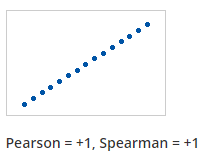 Pearson = +1, Spearman = +1